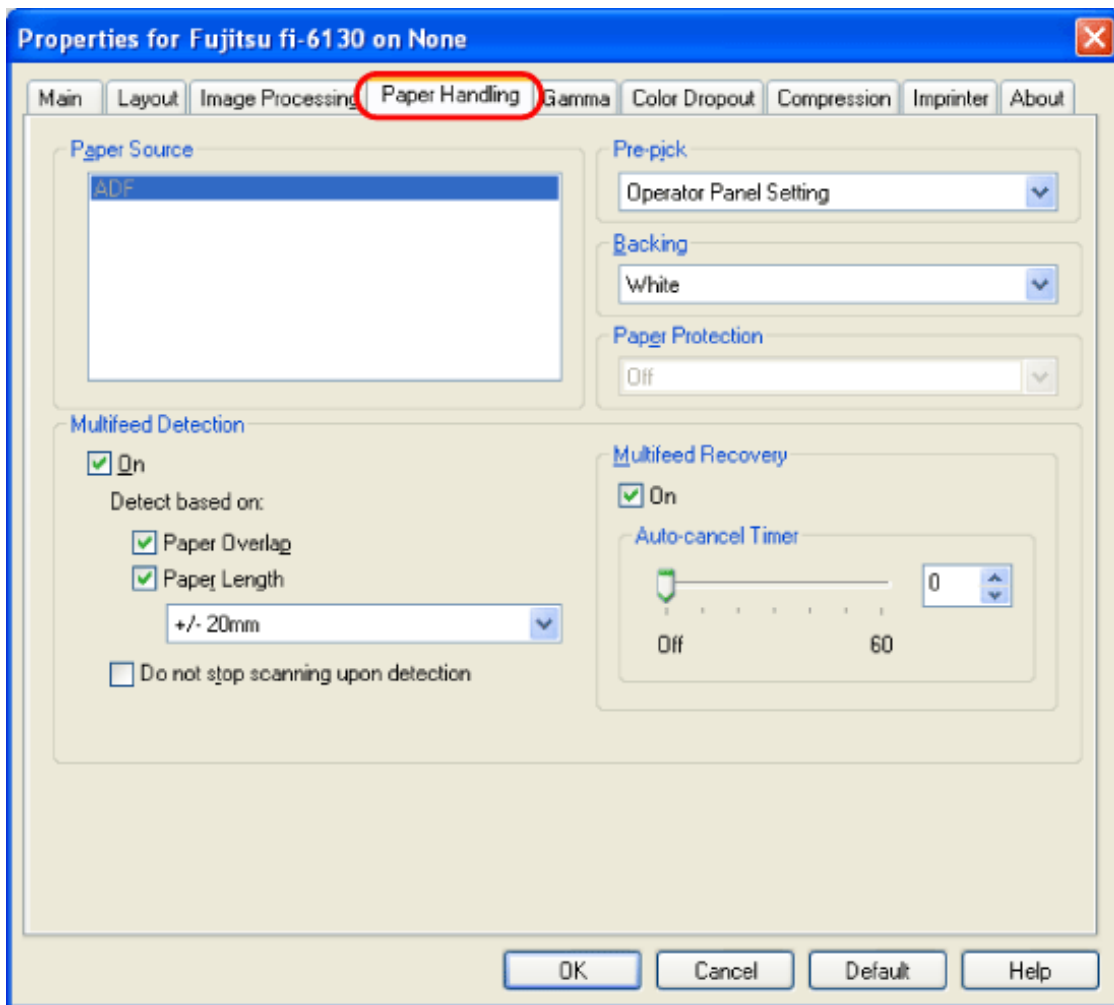 Properties for Fujitsu fi-6130 on None
Main Layout Image Processing Paper Handling Gamma Color Dropout Compression Imprinter About
Paper Source
ADF
Pre-pick
Operator Panel Setting
Backing
White
Paper Protection
Off
Multifeed Detection
On
Detect based on:
Paper Overlap
Paper Length
+/- 20mm
Do not stop scanning upon detection
Multifeed Recovery
On
Auto-cancel Timer
0
Off 60
OK Cancel Default Help